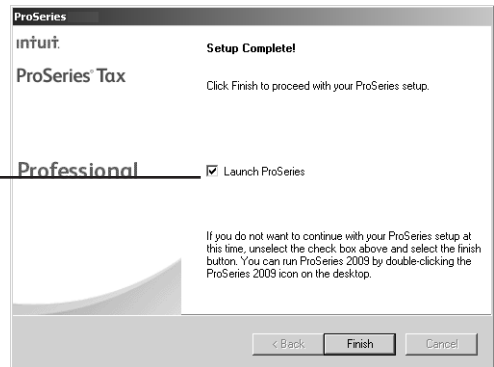 ProSeries
ıntuıt.
Setup Complete!
ProSeries® Tax
Click Finish to proceed with your ProSeries setup.
Professional
Launch ProSeries
If you do not want to continue with your ProSeries setup at
this time, unselect the check box above and select the finish
button. You can run ProSeries 2009 by double-clicking the
ProSeries 2009 icon on the desktop.
< Back
Finish
Cancel